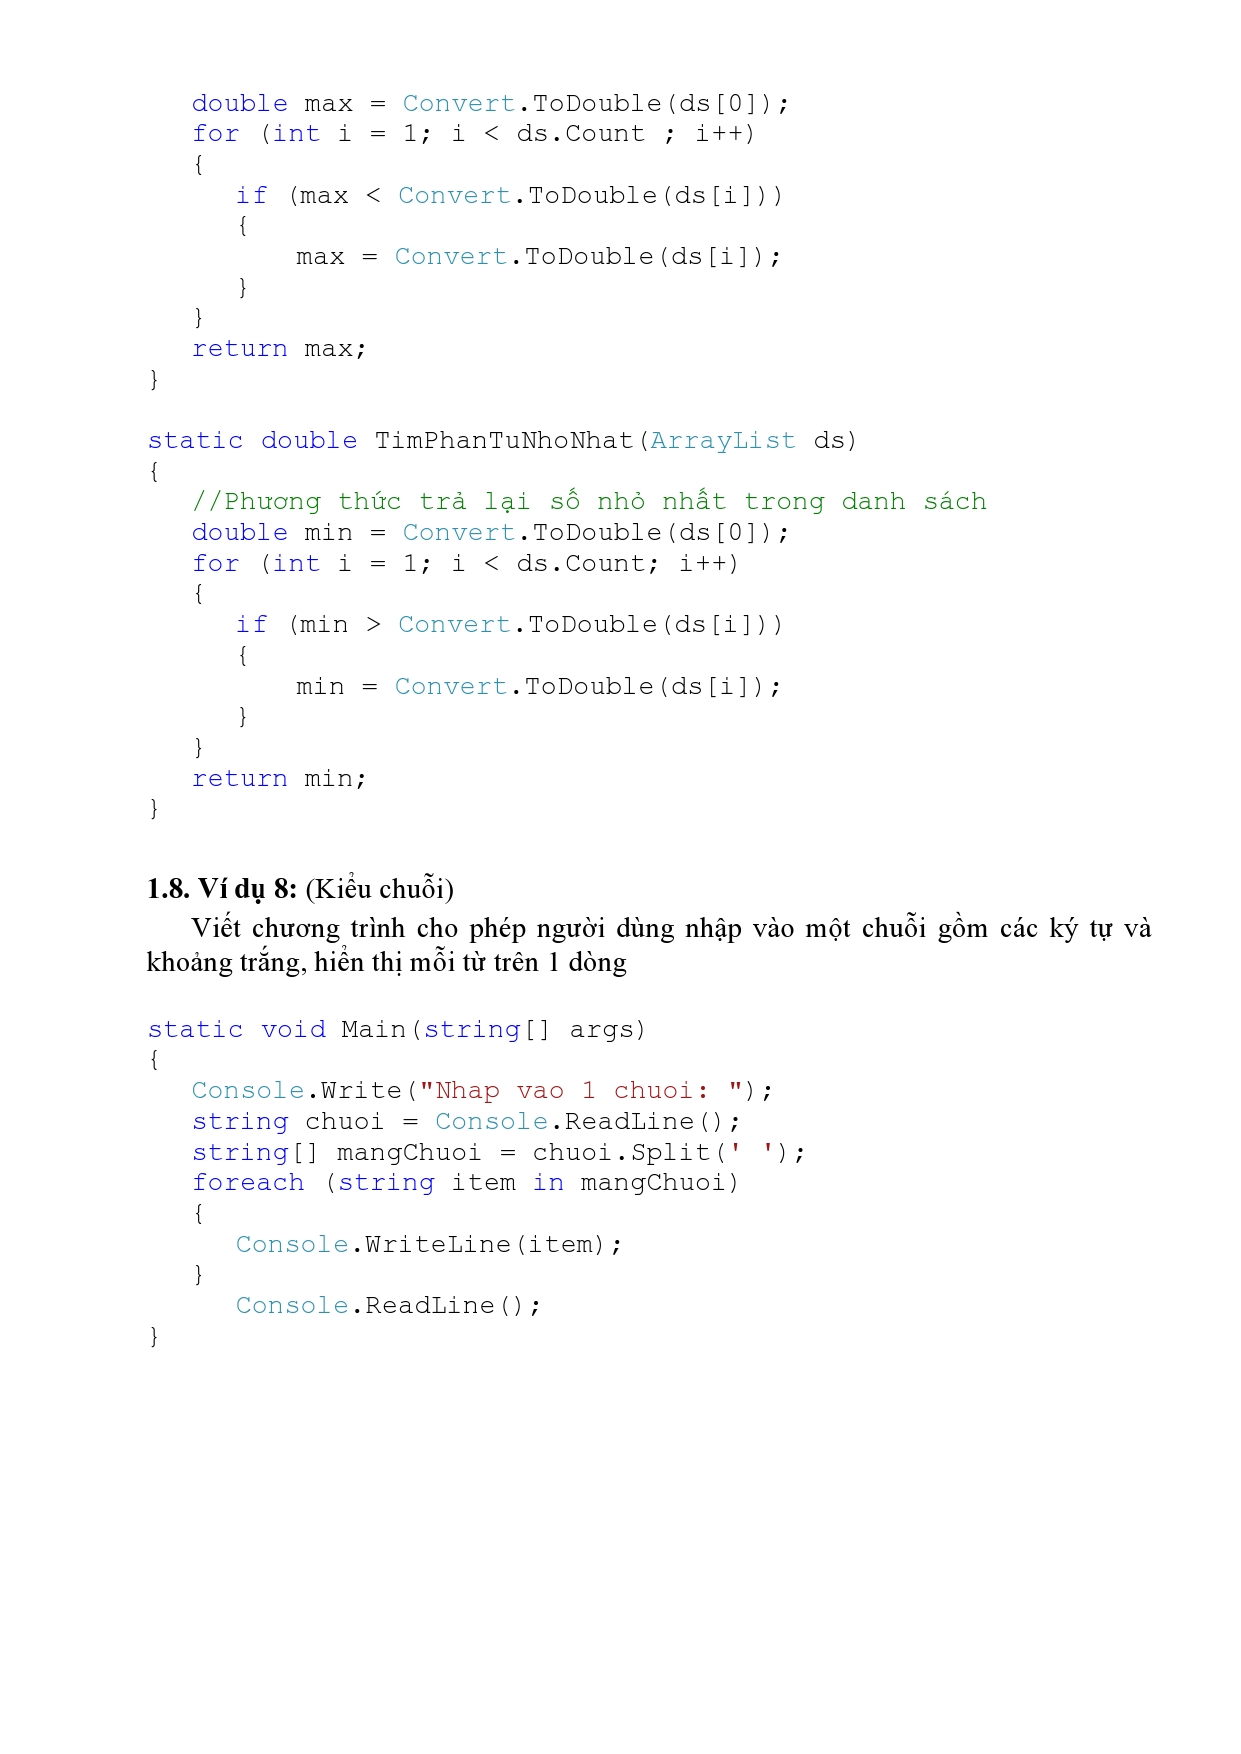 double max = Convert.ToDouble(ds[0]);
for (int i = 1; i < ds.Count ; i++)
{
if (max < Convert.ToDouble(ds[i]))
{
max = Convert.ToDouble(ds[i]);
}
}
return max;
}
static double TimPhanTuNhoNhat(ArrayList ds)
{
//Phương thức trả lại số nhỏ nhất trong danh sách
double min = Convert.ToDouble(ds[0]);
for (int i = 1; i < ds.Count; i++)
{
if (min > Convert.ToDouble(ds[i]))
{
min = Convert.ToDouble(ds[i]);
}
}
return min;
}
1.8. Ví dụ 8: (Kiểu chuỗi)
Viết chương trình cho phép người dùng nhập vào một chuỗi gồm các ký tự và
khoảng trắng, hiển thị mỗi từ trên 1 dòng
static void Main(string[] args)
{
Console.Write("Nhap vao 1 chuoi: ");
string chuoi = Console.ReadLine();
string[] mangChuoi = chuoi.Split(' ');
foreach (string item in mangChuoi)
{
Console.WriteLine(item);
}
Console.ReadLine();
}